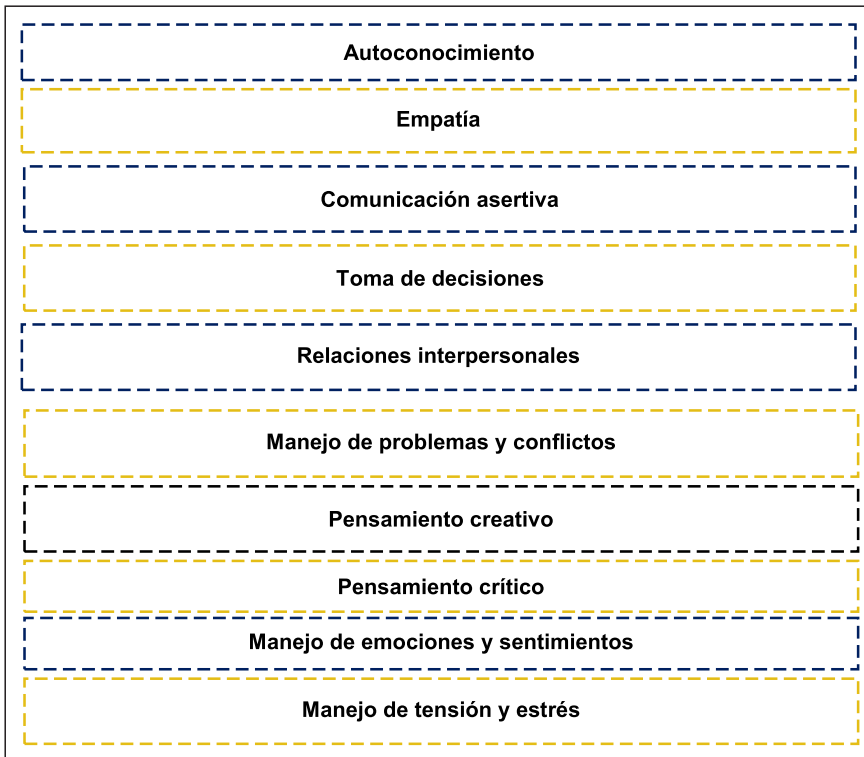 Autoconocimiento
Empatía
Comunicación asertiva
Toma de decisiones
Relaciones interpersonales
Manejo de problemas y conflictos
Pensamiento creativo
Pensamiento crítico
Manejo de emociones y sentimientos
Manejo de tensión y estrés